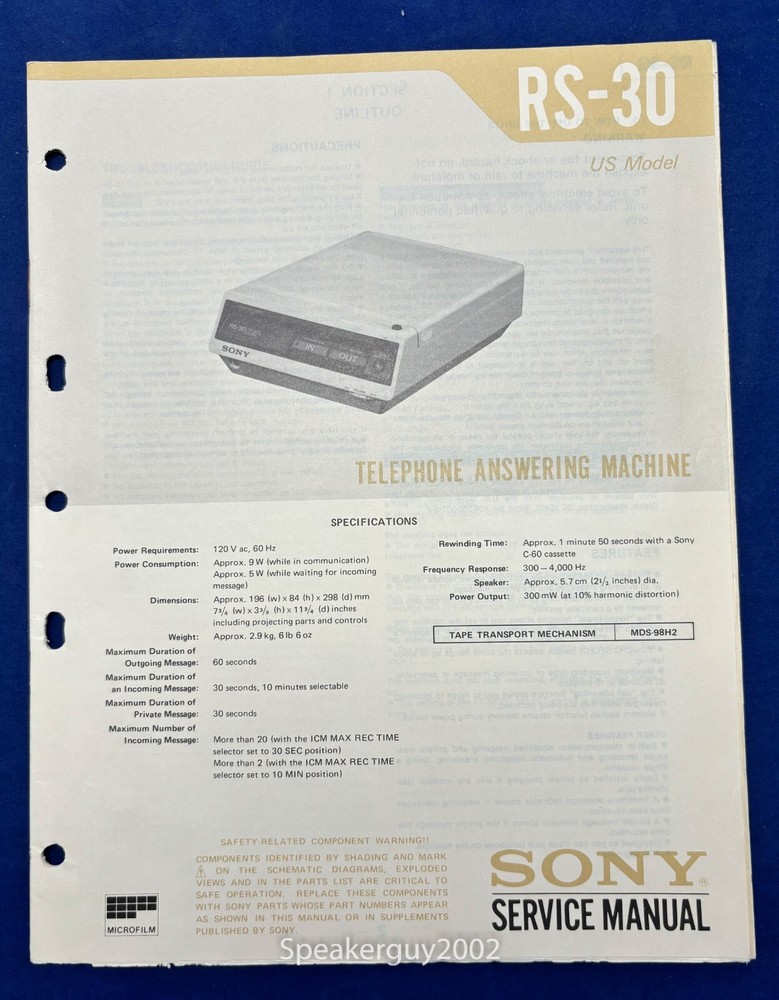 RS-30
US Model
SONY
IN
OUT
TELEPHONE ANSWERING MACHINE
SPECIFICATIONS
Power Requirements: 120 V ac, 60 Hz
Power Consumption: Approx. 9 W (while in communication)
Approx. 5 W (while waiting for incoming
message)
Dimensions: Approx. 196 (w) x 84 (h) x 298 (d) mm
7 3/4 (w) x 3 3/8 (h) x 11 3/4 (d) inches
including projecting parts and controls
Weight: Approx. 2.9 kg, 6 lb 6 oz
Maximum Duration of
Outgoing Message: 60 seconds
Maximum Duration of
an Incoming Message: 30 seconds, 10 minutes selectable
Maximum Duration of
Private Message: 30 seconds
Maximum Number of
Incoming Message: More than 20 (with the ICM MAX REC TIME
selector set to 30 SEC position)
More than 2 (with the ICM MAX REC TIME
selector set to 10 MIN position)
Rewinding Time: Approx. 1 minute 50 seconds with a Sony
C-60 cassette
Frequency Response: 300 – 4,000 Hz
Speaker: Approx. 5.7 cm (2 1/2 inches) dia.
Power Output: 300 mW (at 10% harmonic distortion)
TAPE TRANSPORT MECHANISM MDS-98H2
SAFETY-RELATED COMPONENT WARNING!!
COMPONENTS IDENTIFIED BY SHADING AND MARK
⚠ ON THE SCHEMATIC DIAGRAMS, EXPLODED
VIEWS AND IN THE PARTS LIST ARE CRITICAL TO
SAFE OPERATION. REPLACE THESE COMPONENTS
WITH SONY PARTS WHOSE PART NUMBERS APPEAR
AS SHOWN IN THIS MANUAL OR IN SUPPLEMENTS
PUBLISHED BY SONY.
MICROFILM
SONY®
SERVICE MANUAL
Speakerguy2002